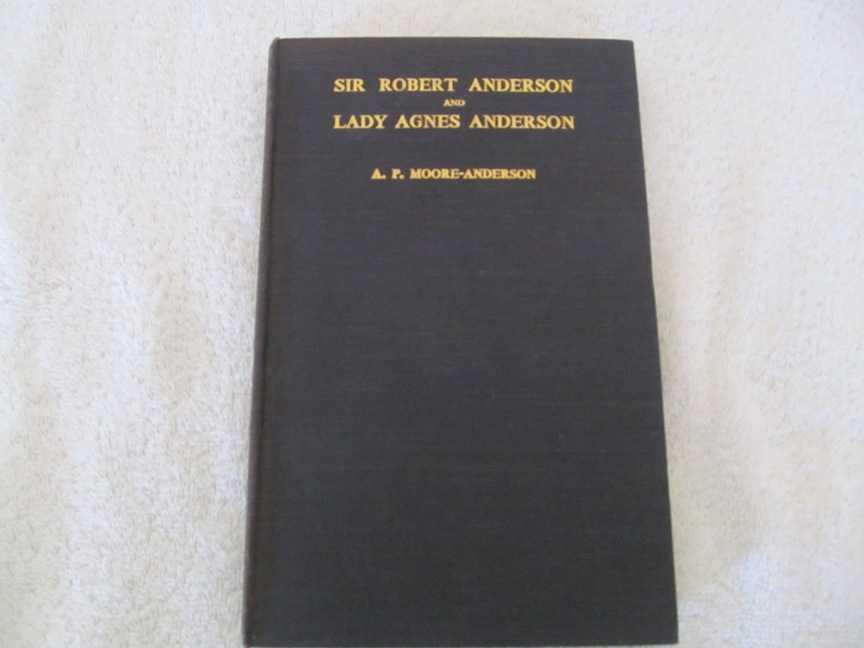 SIR ROBERT ANDERSON
AND
LADY AGNES ANDERSON
A. P. MOORE-ANDERSON